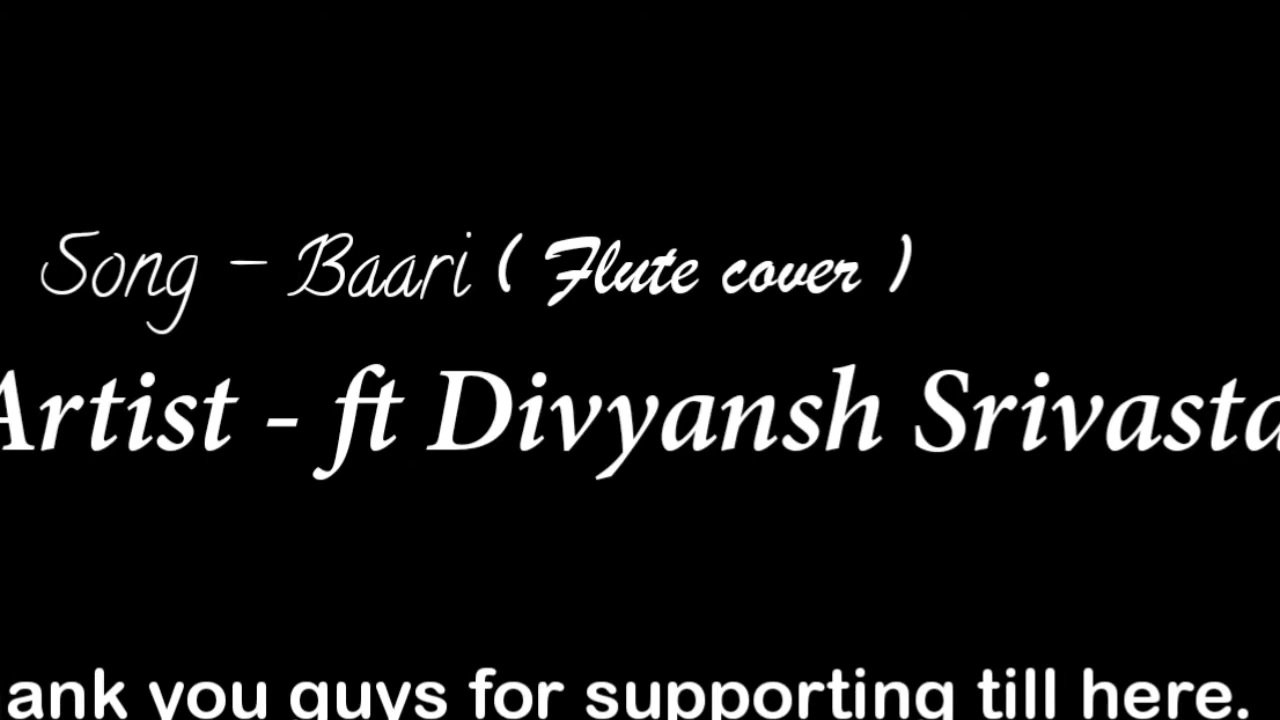 Song - Baari ( Flute cover )
Artist - ft Divyansh Srivasta
ank you guys for supporting till here.